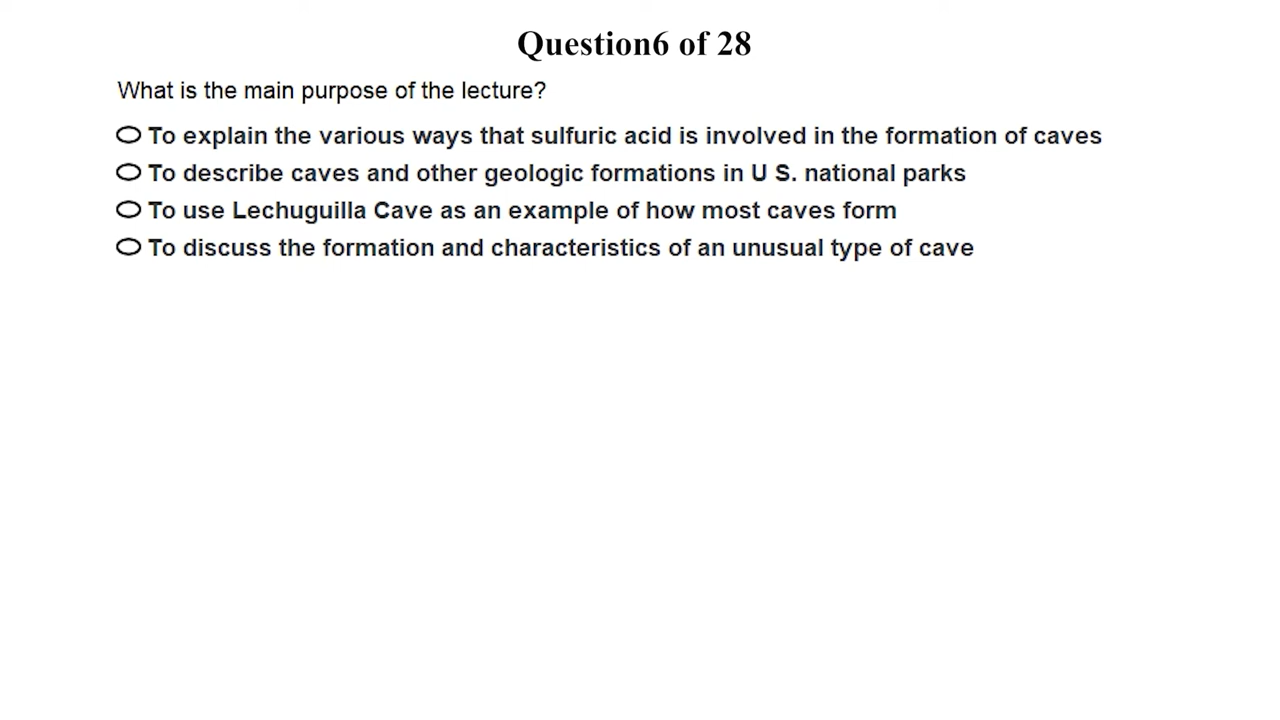 Question6 of 28
What is the main purpose of the lecture?
To explain the various ways that sulfuric acid is involved in the formation of caves
To describe caves and other geologic formations in U S. national parks
To use Lechuguilla Cave as an example of how most caves form
To discuss the formation and characteristics of an unusual type of cave